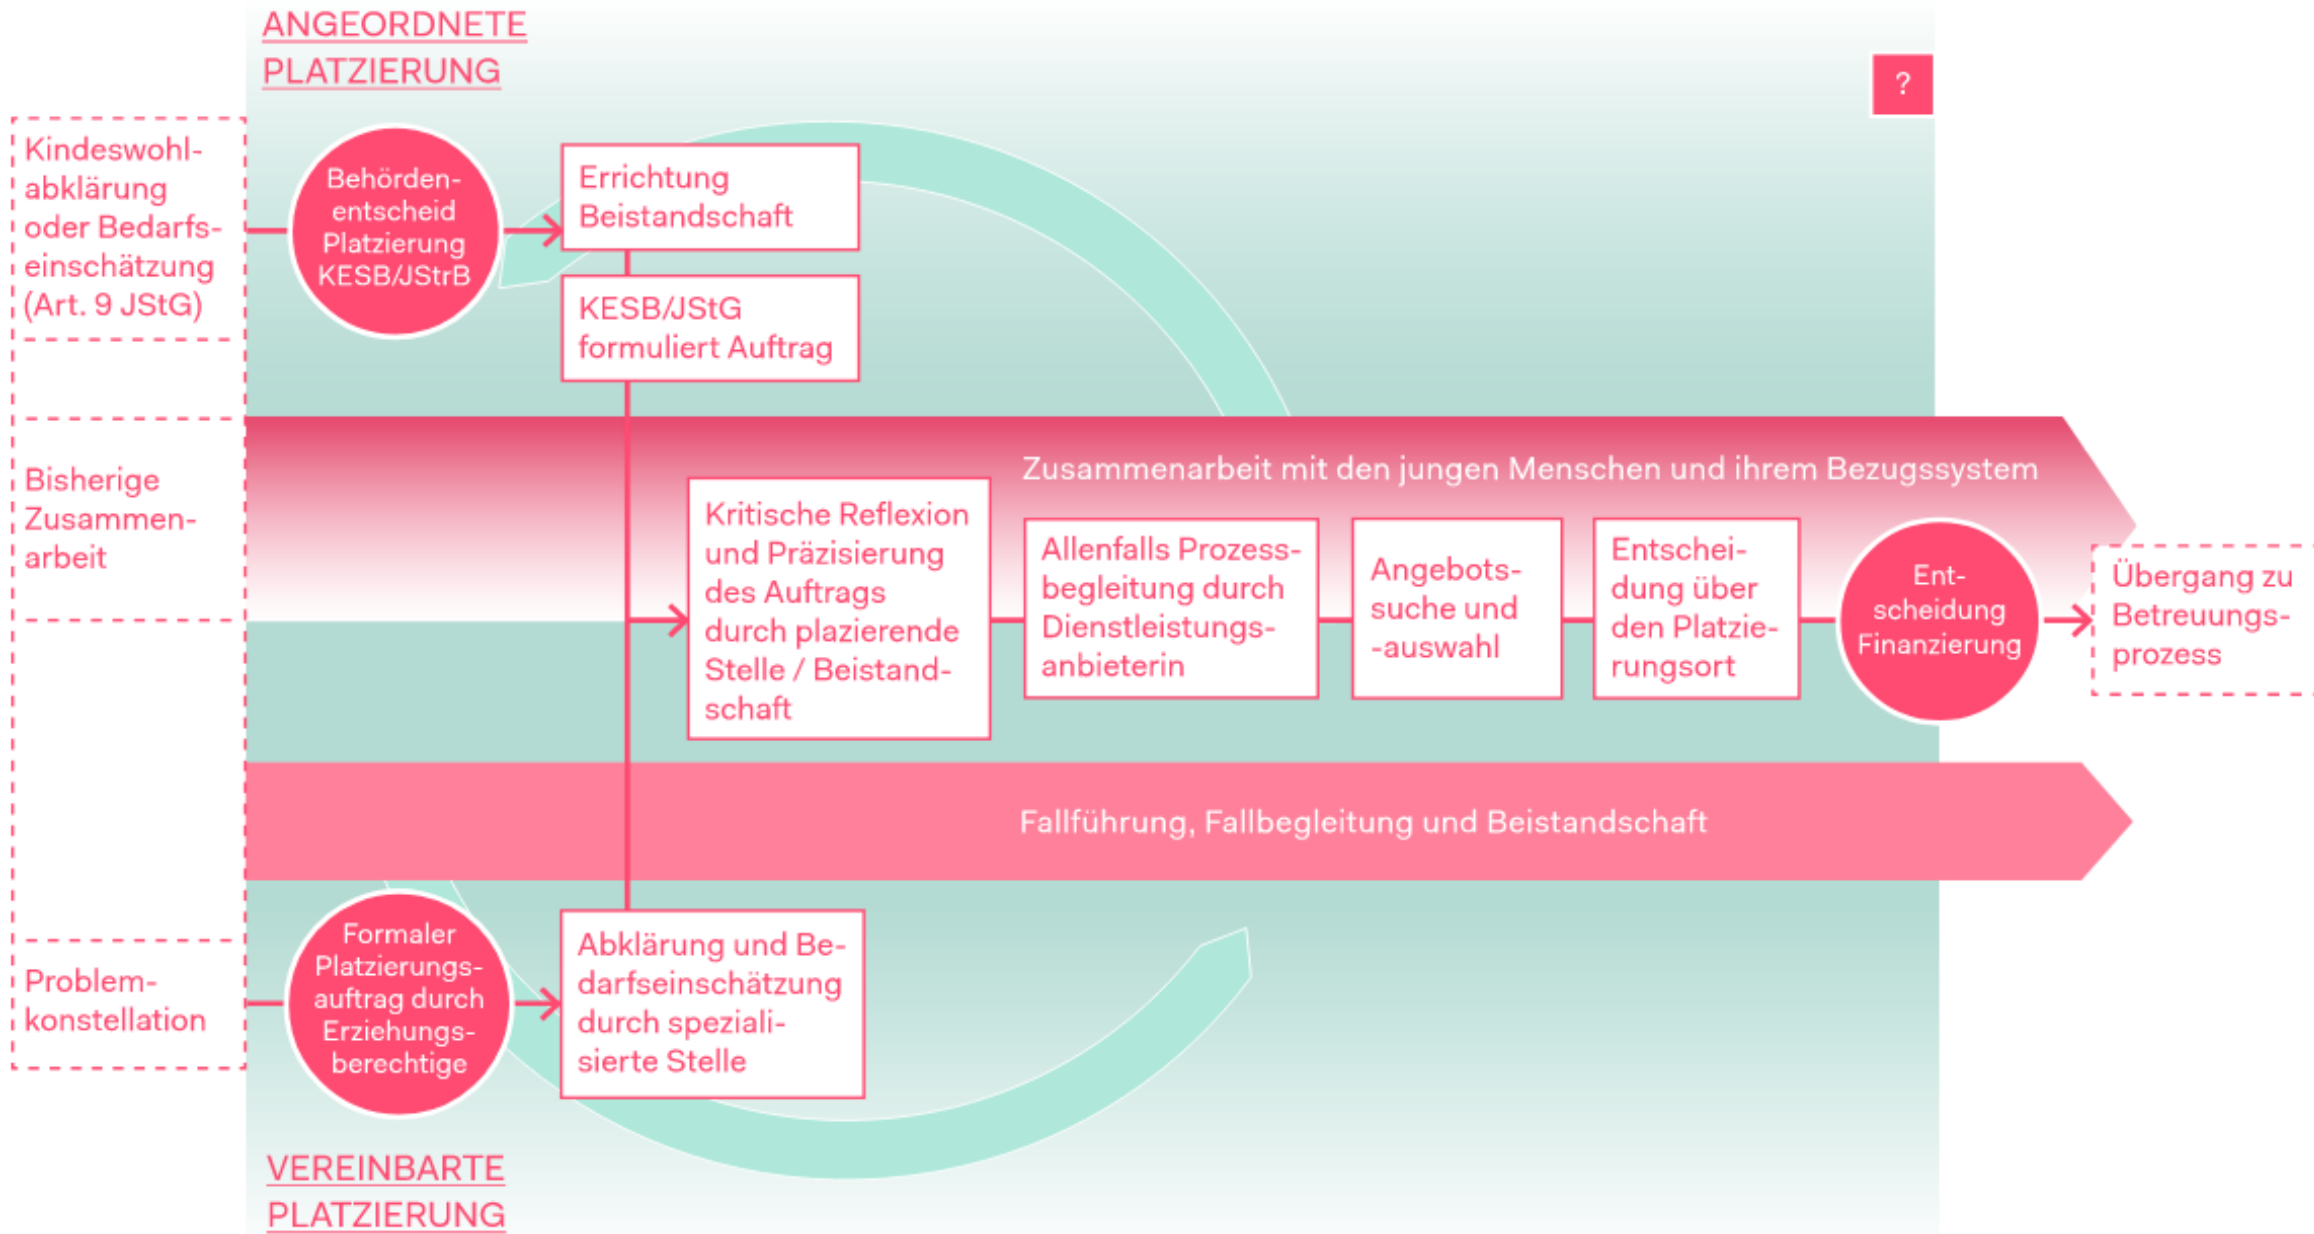 ANGEORDNETE
PLATZIERUNG
?
Kindeswohl-
abklärung
oder Bedarfs-
einschätzung
(Art. 9 JStG)
Behörden-
entscheid
Platzierung
KESB/JStrB
Errichtung
Beistandschaft
KESB/JStG
formuliert Auftrag
Bisherige
Zusammen-
arbeit
Zusammenarbeit mit den jungen Menschen und ihrem Bezugssystem
Kritische Reflexion
und Präzisierung
des Auftrags
durch plazierende
Stelle / Beistand-
schaft
Allenfalls Prozess-
begleitung durch
Dienstleistungs-
anbieterin
Angebots-
suche und
-auswahl
Entschei-
dung über
den Platzie-
rungsort
Ent-
scheidung
Finanzierung
Übergang zu
Betreuungs-
prozess
Fallführung, Fallbegleitung und Beistandschaft
Problem-
konstellation
Formaler
Platzierungs-
auftrag durch
Erziehungs-
berechtige
Abklärung und Be-
darfseinschätzung
durch speziali-
sierte Stelle
VEREINBARTE
PLATZIERUNG